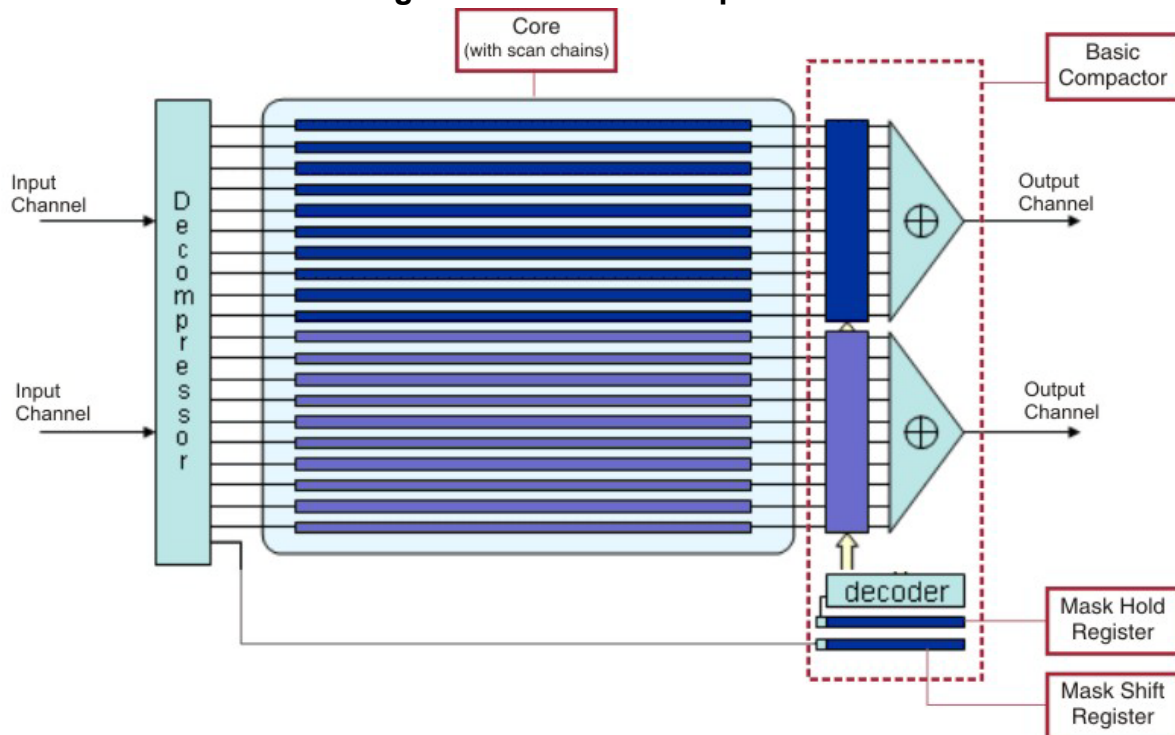 Core
(with scan chains)
Basic
Compactor
Input
Channel
Decompressor
Output
Channel
Input
Channel
Output
Channel
decoder
Mask Hold
Register
Mask Shift
Register